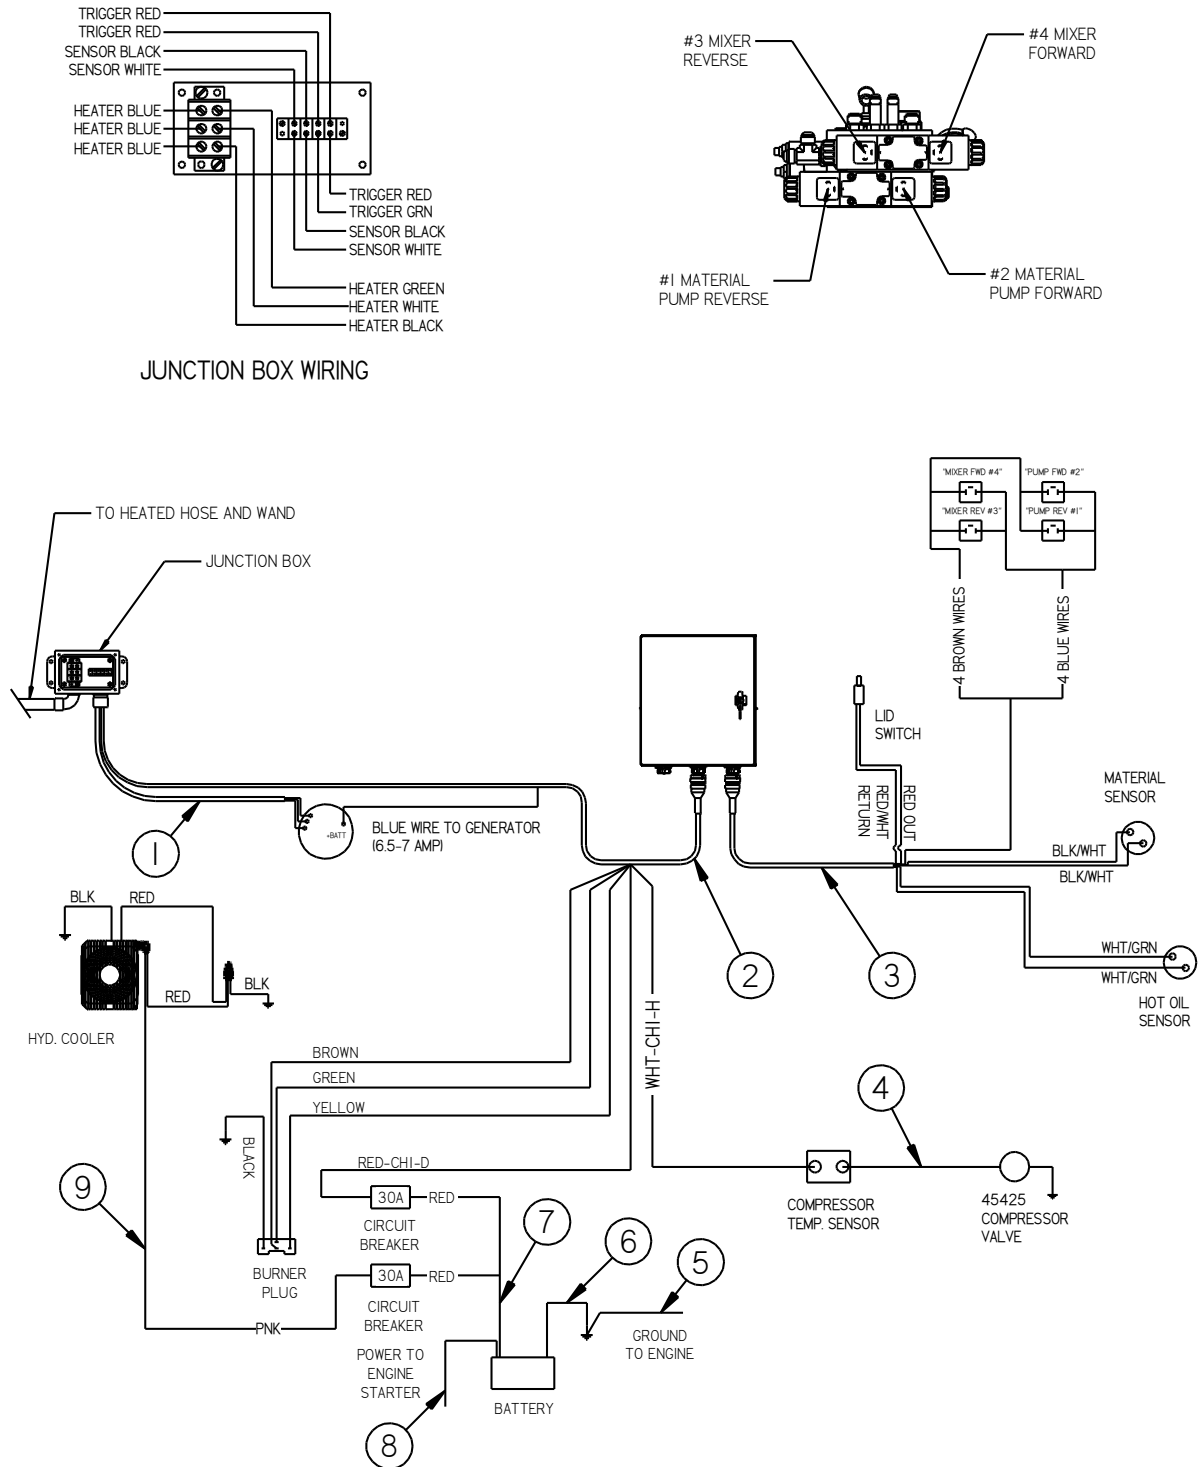 TRIGGER RED
TRIGGER RED
SENSOR BLACK
SENSOR WHITE
HEATER BLUE
HEATER BLUE
HEATER BLUE
TRIGGER RED
TRIGGER GRN
SENSOR BLACK
SENSOR WHITE
HEATER GREEN
HEATER WHITE
HEATER BLACK
JUNCTION BOX WIRING
#3 MIXER
REVERSE
#4 MIXER
FORWARD
#1 MATERIAL
PUMP REVERSE
#2 MATERIAL
PUMP FORWARD
"MIXER FWD #4"
"PUMP FWD #2"
"MIXER REV #3"
"PUMP REV #1"
4 BROWN WIRES
4 BLUE WIRES
TO HEATED HOSE AND WAND
JUNCTION BOX
LID
SWITCH
RED OUT
RED/WHT
RETURN
MATERIAL
SENSOR
BLK/WHT
BLK/WHT
+BATT
BLUE WIRE TO GENERATOR
(6.5-7 AMP)
1
2
3
WHT/GRN
WHT/GRN
HOT OIL
SENSOR
BLK
RED
RED
BLK
HYD. COOLER
BROWN
GREEN
YELLOW
BLACK
WHT-CH1-H
4
COMPRESSOR
TEMP. SENSOR
45425
COMPRESSOR
VALVE
RED-CH1-D
30A
RED
CIRCUIT
BREAKER
30A
RED
CIRCUIT
BREAKER
BURNER
PLUG
PNK
9
7
6
5
GROUND
TO ENGINE
POWER TO
ENGINE
STARTER
BATTERY
8